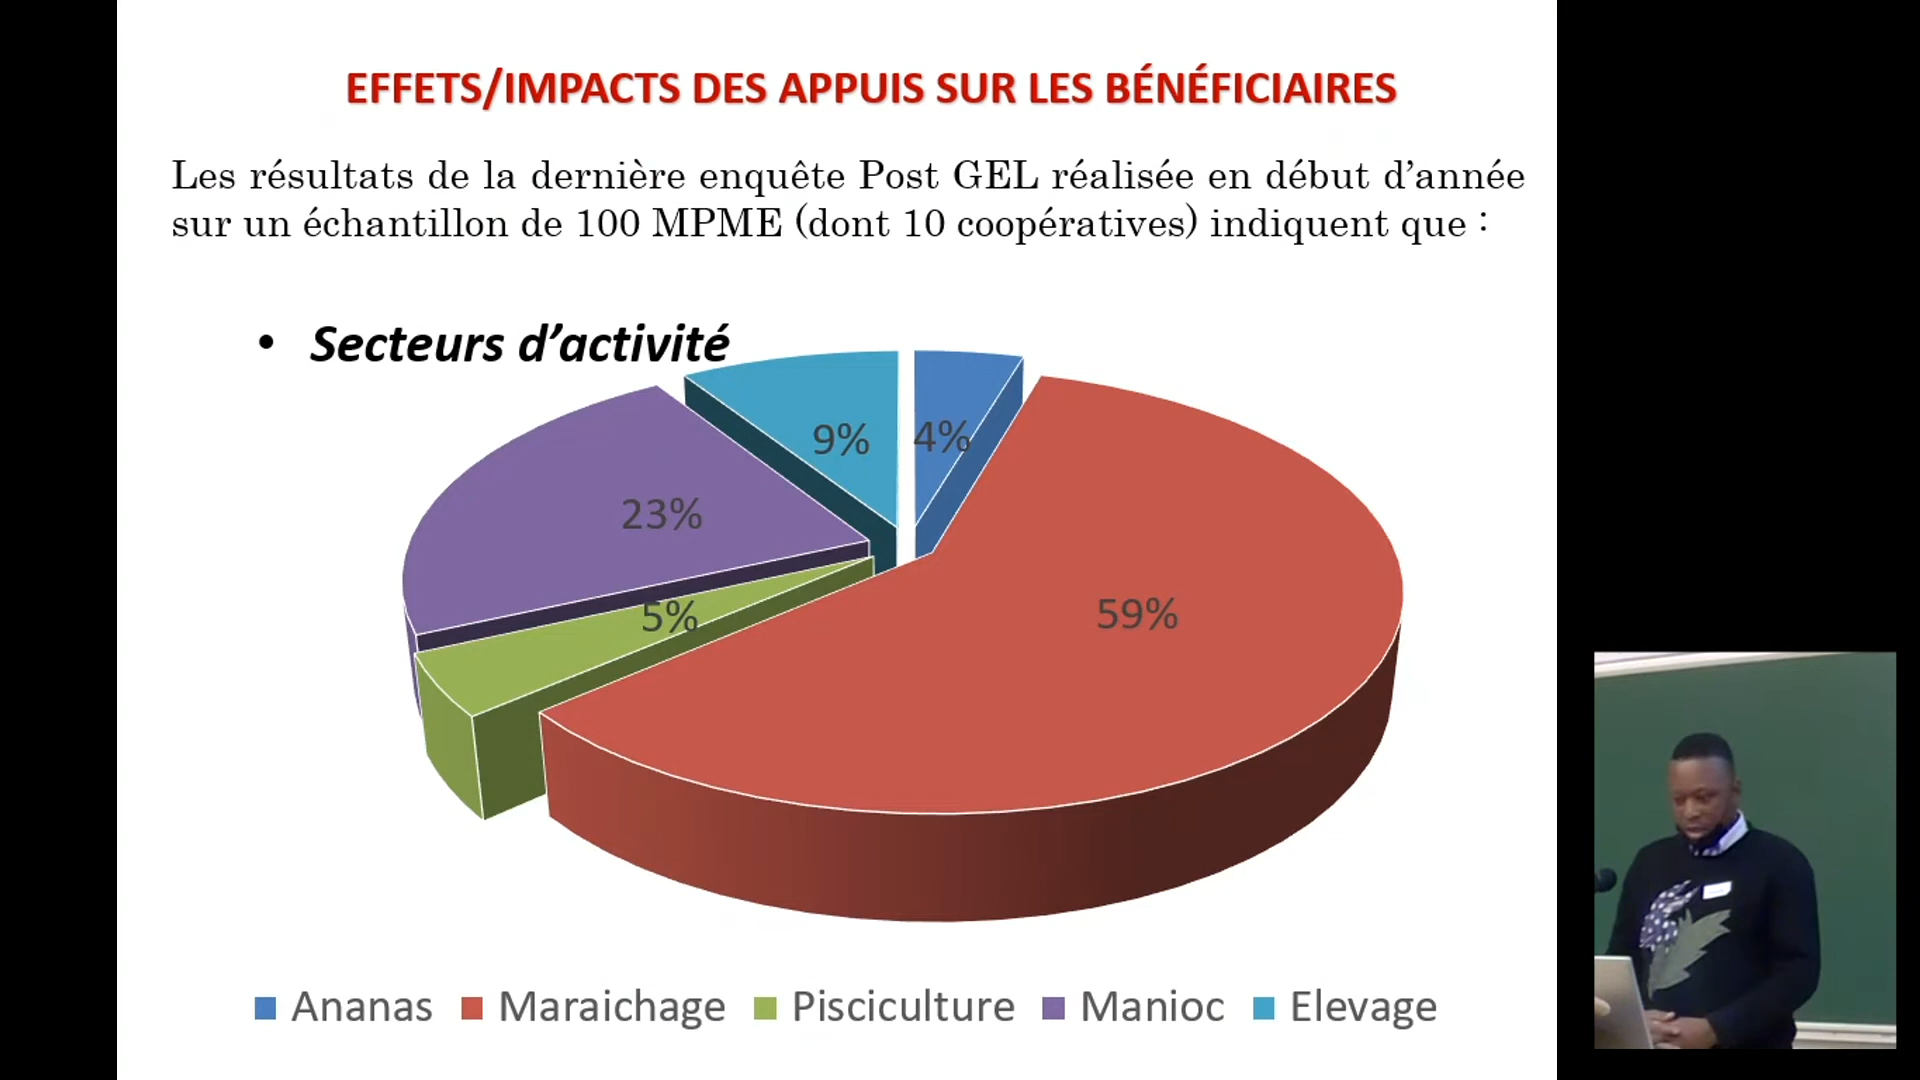 EFFETS/IMPACTS DES APPUIS SUR LES BÉNÉFICIAIRES
Les résultats de la dernière enquête Post GEL réalisée en début d’année
sur un échantillon de 100 MPME (dont 10 coopératives) indiquent que :
• Secteurs d’activité
9%
4%
23%
59%
5%
Ananas
Maraichage
Pisciculture
Manioc
Elevage